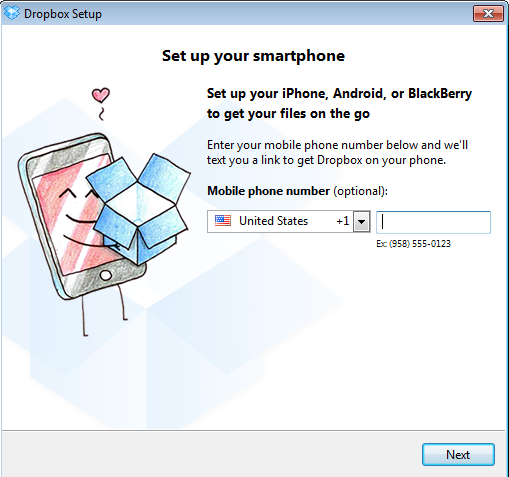 Dropbox Setup
Set up your smartphone
Set up your iPhone, Android, or BlackBerry
to get your files on the go
Enter your mobile phone number below and we'll
text you a link to get Dropbox on your phone.
Mobile phone number (optional):
United States +1
Ex: (958) 555-0123
Next